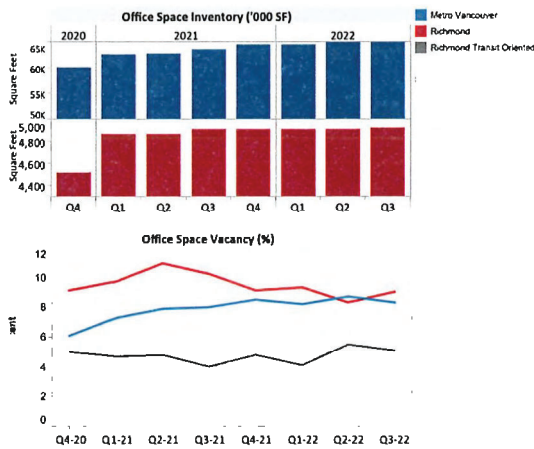 Office Space Inventory ('000 SF)
Metro Vancouver
Richmond
Richmond Transit Oriented
2020 2021 2022
Square Feet
65K
60K
55K
50K
Square Feet
5,000
4,800
4,600
4,400
Q4 Q1 Q2 Q3 Q4 Q1 Q2 Q3
Office Space Vacancy (%)
12
10
8
6
4
2
0
Q4-20 Q1-21 Q2-21 Q3-21 Q4-21 Q1-22 Q2-22 Q3-22